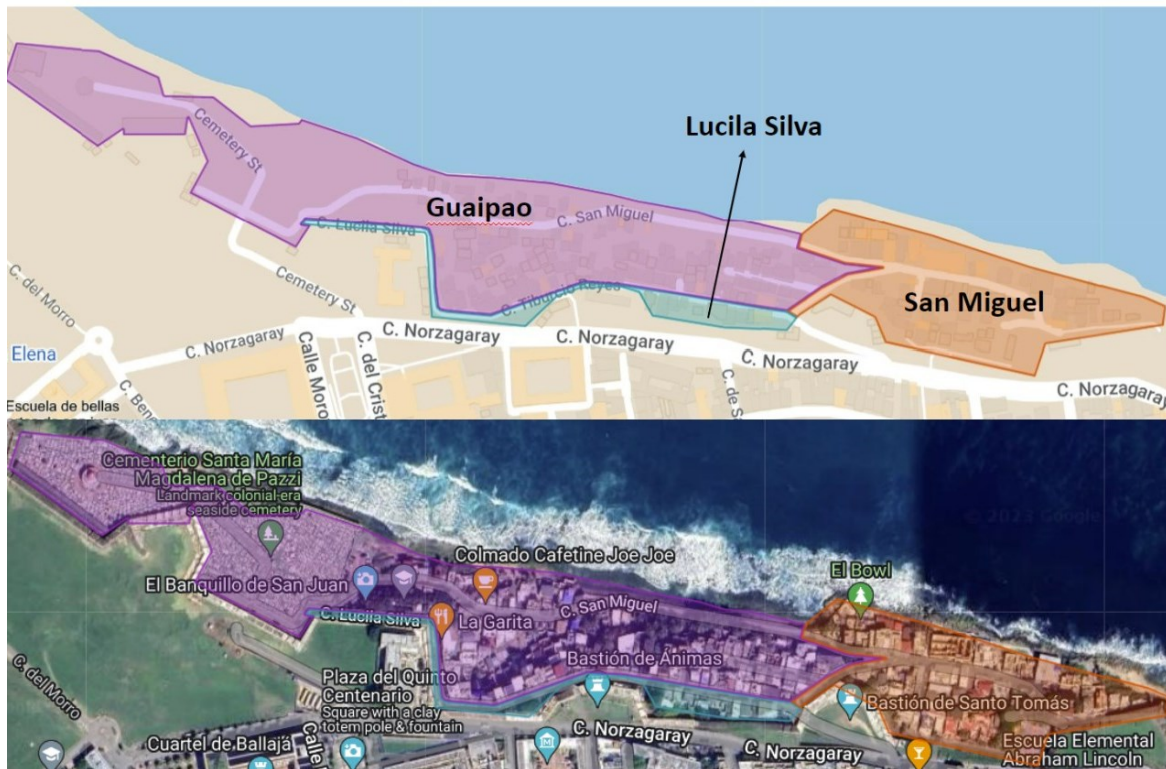 Lucila Silva
Cemetery St
Guaipao
C. San Miguel
C. Lucila Silva
San Miguel
Cemetery St
C. Tiburcio Reyes
C. del Morro
C. Norzagaray
C. Norzagaray
C. Norzagaray
C. Norzagaray
Elena
Calle Moro
C. del Crist
C. de S
C. Ben
Escuela de bellas
Cementerio Santa María
Magdalena de Pazzi
Landmark colonial era
seaside cemetery
2023 Google
Colmado Cafetine Joe Joe
El Bowl
El Banquillo de San Juan
C. San Miguel
C. Lucila Silva
La Garita
Bastión de Ánimas
C. del Morro
Plaza del Quinto
Centenario
Square with a clay
totem pole & fountain
Bastión de Santo Tomás
C. Norzagaray
C. Norzagaray
Cuartel de Ballajá
Calle
Escuela Elemental
Abraham Lincoln